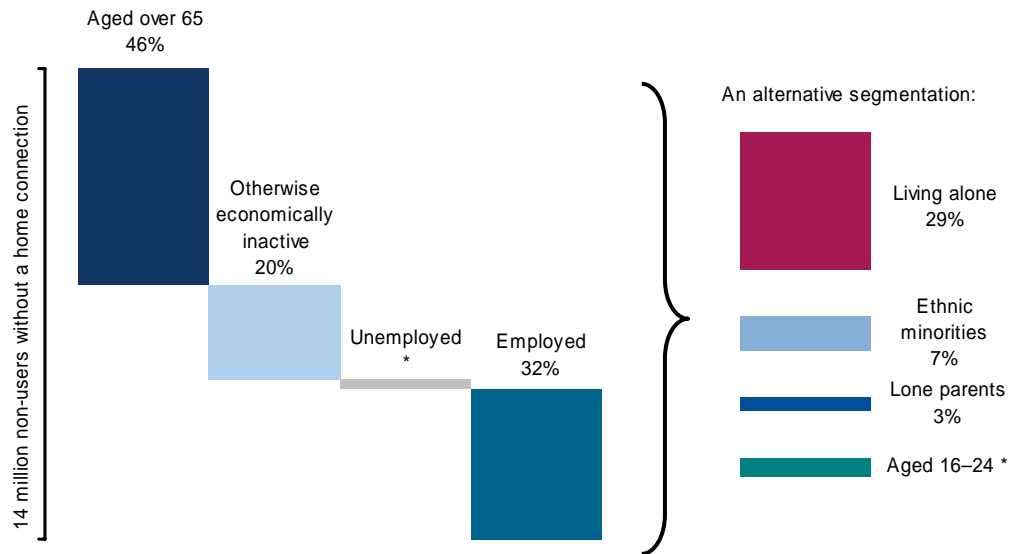 Aged over 65
46%
14 million non-users without a home connection
Otherwise
economically
inactive
20%
Unemployed
*
Employed
32%
An alternative segmentation:
Living alone
29%
Ethnic
minorities
7%
Lone parents
3%
Aged 16–24 *